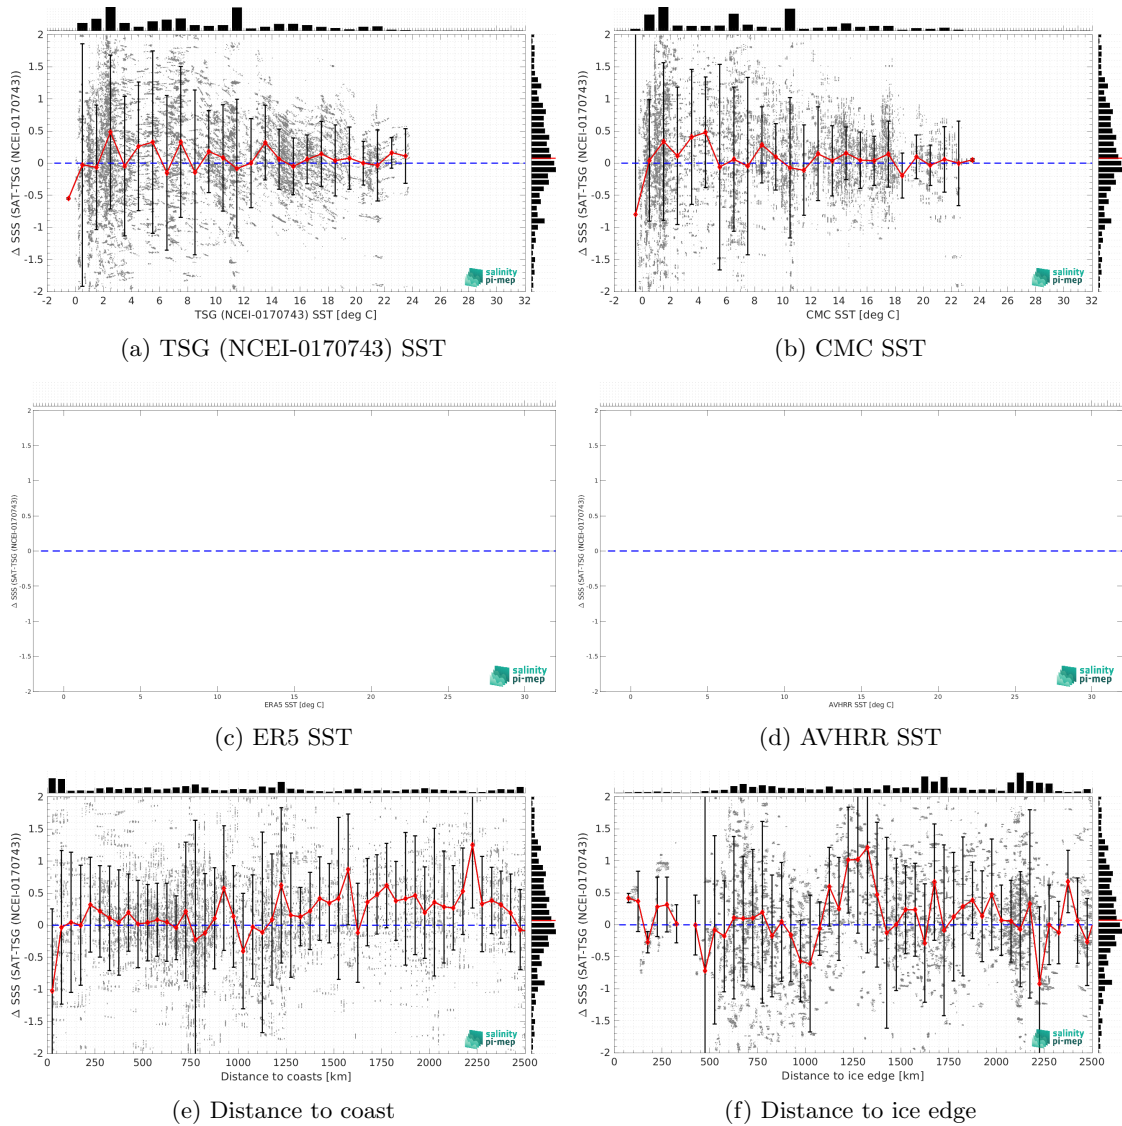 2
1.5
1
0.5
0
-0.5
-1
-1.5
-2
Δ SSS (SAT-TSG (NCEI-0170743))
-2 0 2 4 6 8 10 12 14 16 18 20 22 24 26 28 30 32
TSG (NCEI-0170743) SST [deg C]
salinity
pi-mep
(a) TSG (NCEI-0170743) SST
2
1.5
1
0.5
0
-0.5
-1
-1.5
-2
Δ SSS (SAT-TSG (NCEI-0170743))
-2 0 2 4 6 8 10 12 14 16 18 20 22 24 26 28 30 32
CMC SST [deg C]
salinity
pi-mep
(b) CMC SST
2
1.5
1
0.5
0
-0.5
-1
-1.5
-2
Δ SSS (SAT-TSG (NCEI-0170743))
0 5 10 15 20 25 30
ERA5 SST [deg C]
salinity
pi-mep
(c) ER5 SST
2
1.5
1
0.5
0
-0.5
-1
-1.5
-2
Δ SSS (SAT-TSG (NCEI-0170743))
0 5 10 15 20 25 30
AVHRR SST [deg C]
salinity
pi-mep
(d) AVHRR SST
2
1.5
1
0.5
0
-0.5
-1
-1.5
-2
Δ SSS (SAT-TSG (NCEI-0170743))
0 250 500 750 1000 1250 1500 1750 2000 2250 2500
Distance to coasts [km]
salinity
pi-mep
(e) Distance to coast
2
1.5
1
0.5
0
-0.5
-1
-1.5
-2
Δ SSS (SAT-TSG (NCEI-0170743))
0 250 500 750 1000 1250 1500 1750 2000 2250 2500
Distance to ice edge [km]
salinity
pi-mep
(f) Distance to ice edge